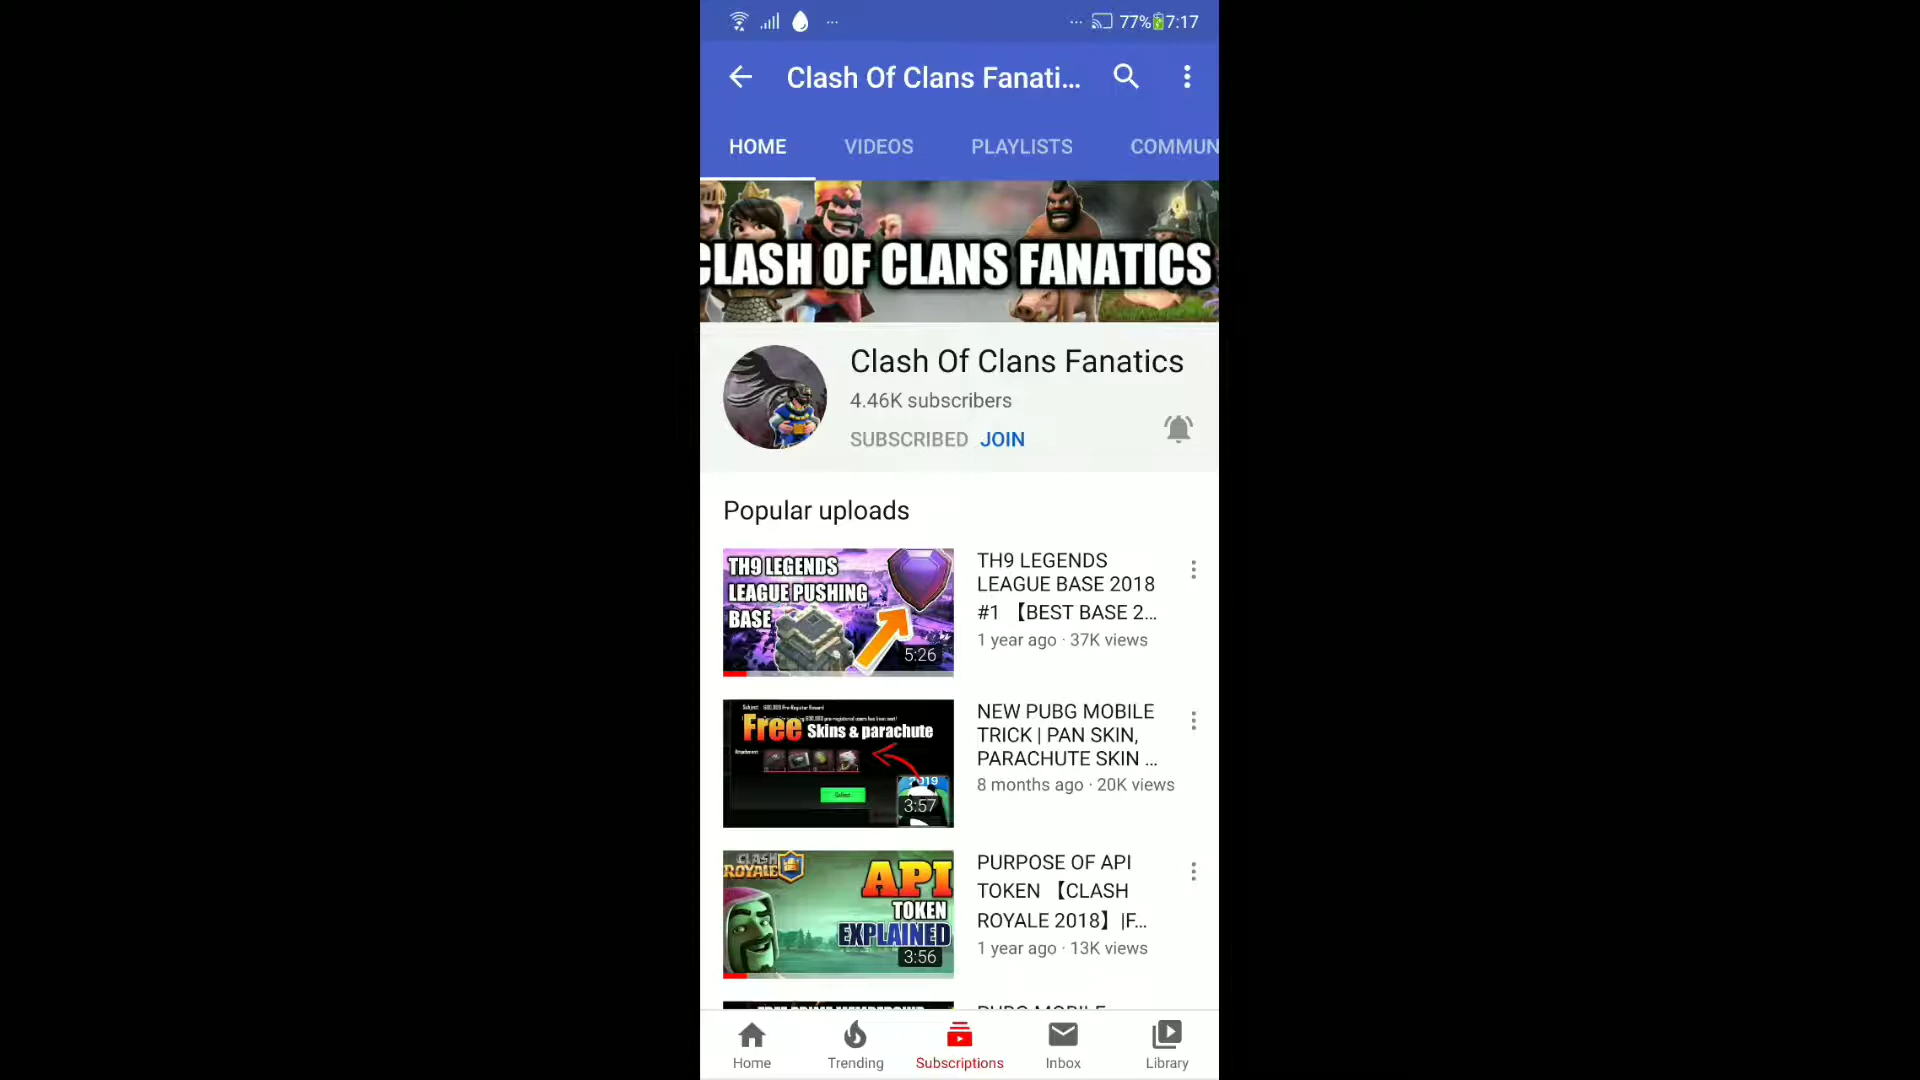 77% 7:17
Clash Of Clans Fanati...
HOME VIDEOS PLAYLISTS COMMUN
CLASH OF CLANS FANATICS
Clash Of Clans Fanatics
4.46K subscribers
SUBSCRIBED JOIN
Popular uploads
TH9 LEGENDS
LEAGUE PUSHING
BASE
5:26
TH9 LEGENDS
LEAGUE BASE 2018
#1 【BEST BASE 2...
1 year ago · 37K views
Free Skins & parachute
2019
3:57
NEW PUBG MOBILE
TRICK | PAN SKIN,
PARACHUTE SKIN ...
8 months ago · 20K views
CLASH
ROYALE
API
TOKEN
EXPLAINED
3:56
PURPOSE OF API
TOKEN 【CLASH
ROYALE 2018】|F...
1 year ago · 13K views
Home Trending Subscriptions Inbox Library